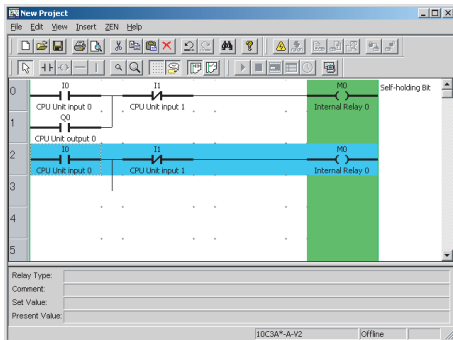 New Project
File Edit View Insert ZEN Help
0 I0 I1 M0 Self-holding Bit
CPU Unit input 0 CPU Unit input 1 Internal Relay 0
1 Q0
CPU Unit output 0
2 I0 I1 M0
CPU Unit input 0 CPU Unit input 1 Internal Relay 0
3
4
5
Relay Type:
Comment:
Set Value:
Present Value:
10C3A*-A-V2 Offline